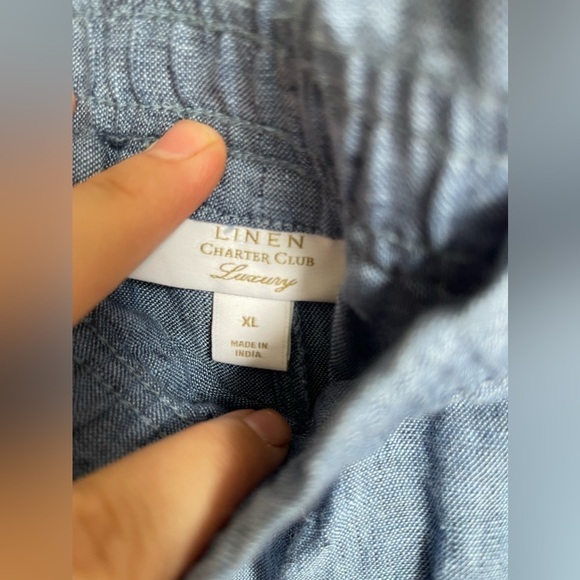 LINEN
CHARTER CLUB
Luxury
XL
MADE IN
INDIA